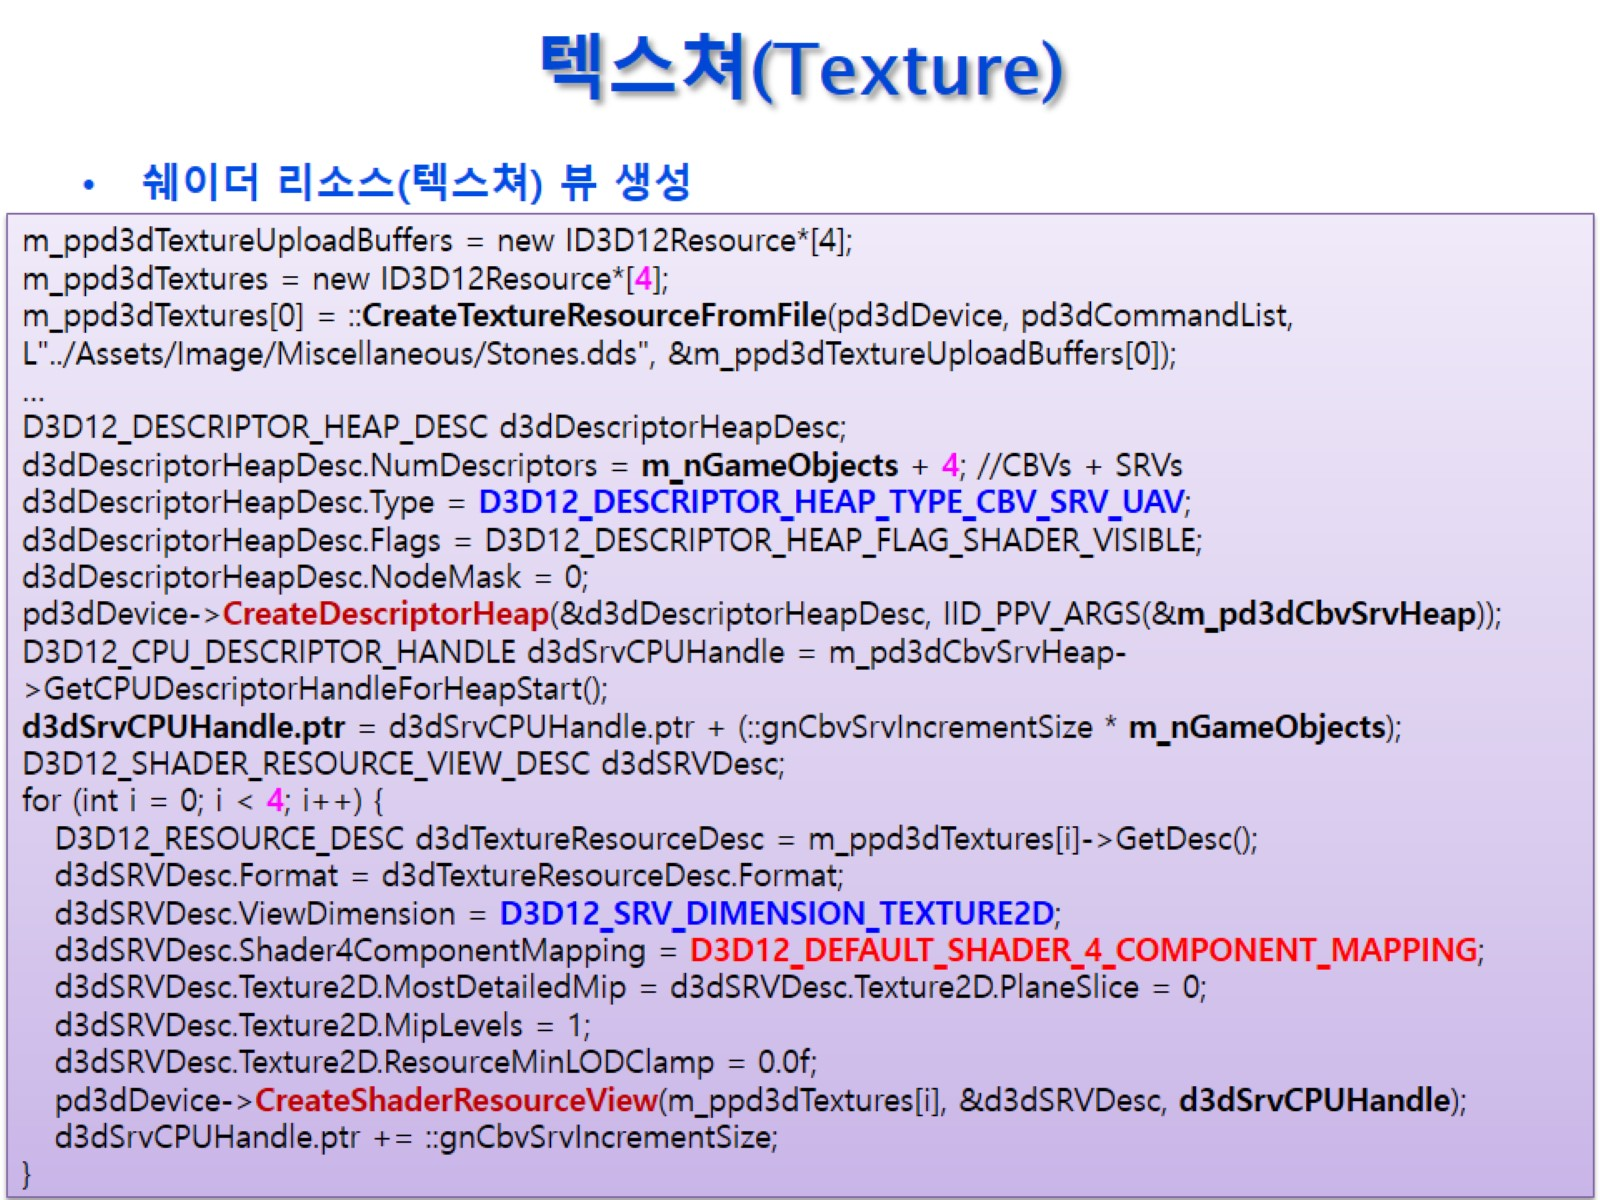 텍스쳐(Texture)
• 쉐이더 리소스(텍스쳐) 뷰 생성
m_ppd3dTextureUploadBuffers = new ID3D12Resource*[4];
m_ppd3dTextures = new ID3D12Resource*[4];
m_ppd3dTextures[0] = ::CreateTextureResourceFromFile(pd3dDevice, pd3dCommandList,
L"../Assets/Image/Miscellaneous/Stones.dds", &m_ppd3dTextureUploadBuffers[0]);
...
D3D12_DESCRIPTOR_HEAP_DESC d3dDescriptorHeapDesc;
d3dDescriptorHeapDesc.NumDescriptors = m_nGameObjects + 4; //CBVs + SRVs
d3dDescriptorHeapDesc.Type = D3D12_DESCRIPTOR_HEAP_TYPE_CBV_SRV_UAV;
d3dDescriptorHeapDesc.Flags = D3D12_DESCRIPTOR_HEAP_FLAG_SHADER_VISIBLE;
d3dDescriptorHeapDesc.NodeMask = 0;
pd3dDevice->CreateDescriptorHeap(&d3dDescriptorHeapDesc, IID_PPV_ARGS(&m_pd3dCbvSrvHeap));
D3D12_CPU_DESCRIPTOR_HANDLE d3dSrvCPUHandle = m_pd3dCbvSrvHeap-
>GetCPUDescriptorHandleForHeapStart();
d3dSrvCPUHandle.ptr = d3dSrvCPUHandle.ptr + (::gnCbvSrvIncrementSize * m_nGameObjects);
D3D12_SHADER_RESOURCE_VIEW_DESC d3dSRVDesc;
for (int i = 0; i < 4; i++) {
D3D12_RESOURCE_DESC d3dTextureResourceDesc = m_ppd3dTextures[i]->GetDesc();
d3dSRVDesc.Format = d3dTextureResourceDesc.Format;
d3dSRVDesc.ViewDimension = D3D12_SRV_DIMENSION_TEXTURE2D;
d3dSRVDesc.Shader4ComponentMapping = D3D12_DEFAULT_SHADER_4_COMPONENT_MAPPING;
d3dSRVDesc.Texture2D.MostDetailedMip = d3dSRVDesc.Texture2D.PlaneSlice = 0;
d3dSRVDesc.Texture2D.MipLevels = 1;
d3dSRVDesc.Texture2D.ResourceMinLODClamp = 0.0f;
pd3dDevice->CreateShaderResourceView(m_ppd3dTextures[i], &d3dSRVDesc, d3dSrvCPUHandle);
d3dSrvCPUHandle.ptr += ::gnCbvSrvIncrementSize;
}